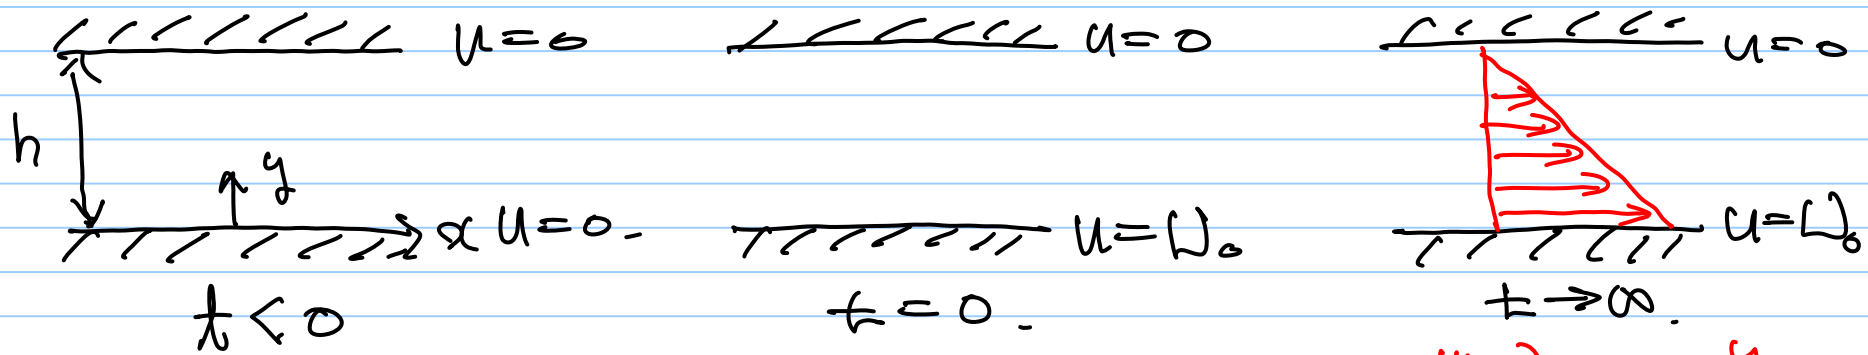 u=0 u=0 u=0
h
y
x u=0. u=U₀ u=U₀
t<0 t=0. t→∞.